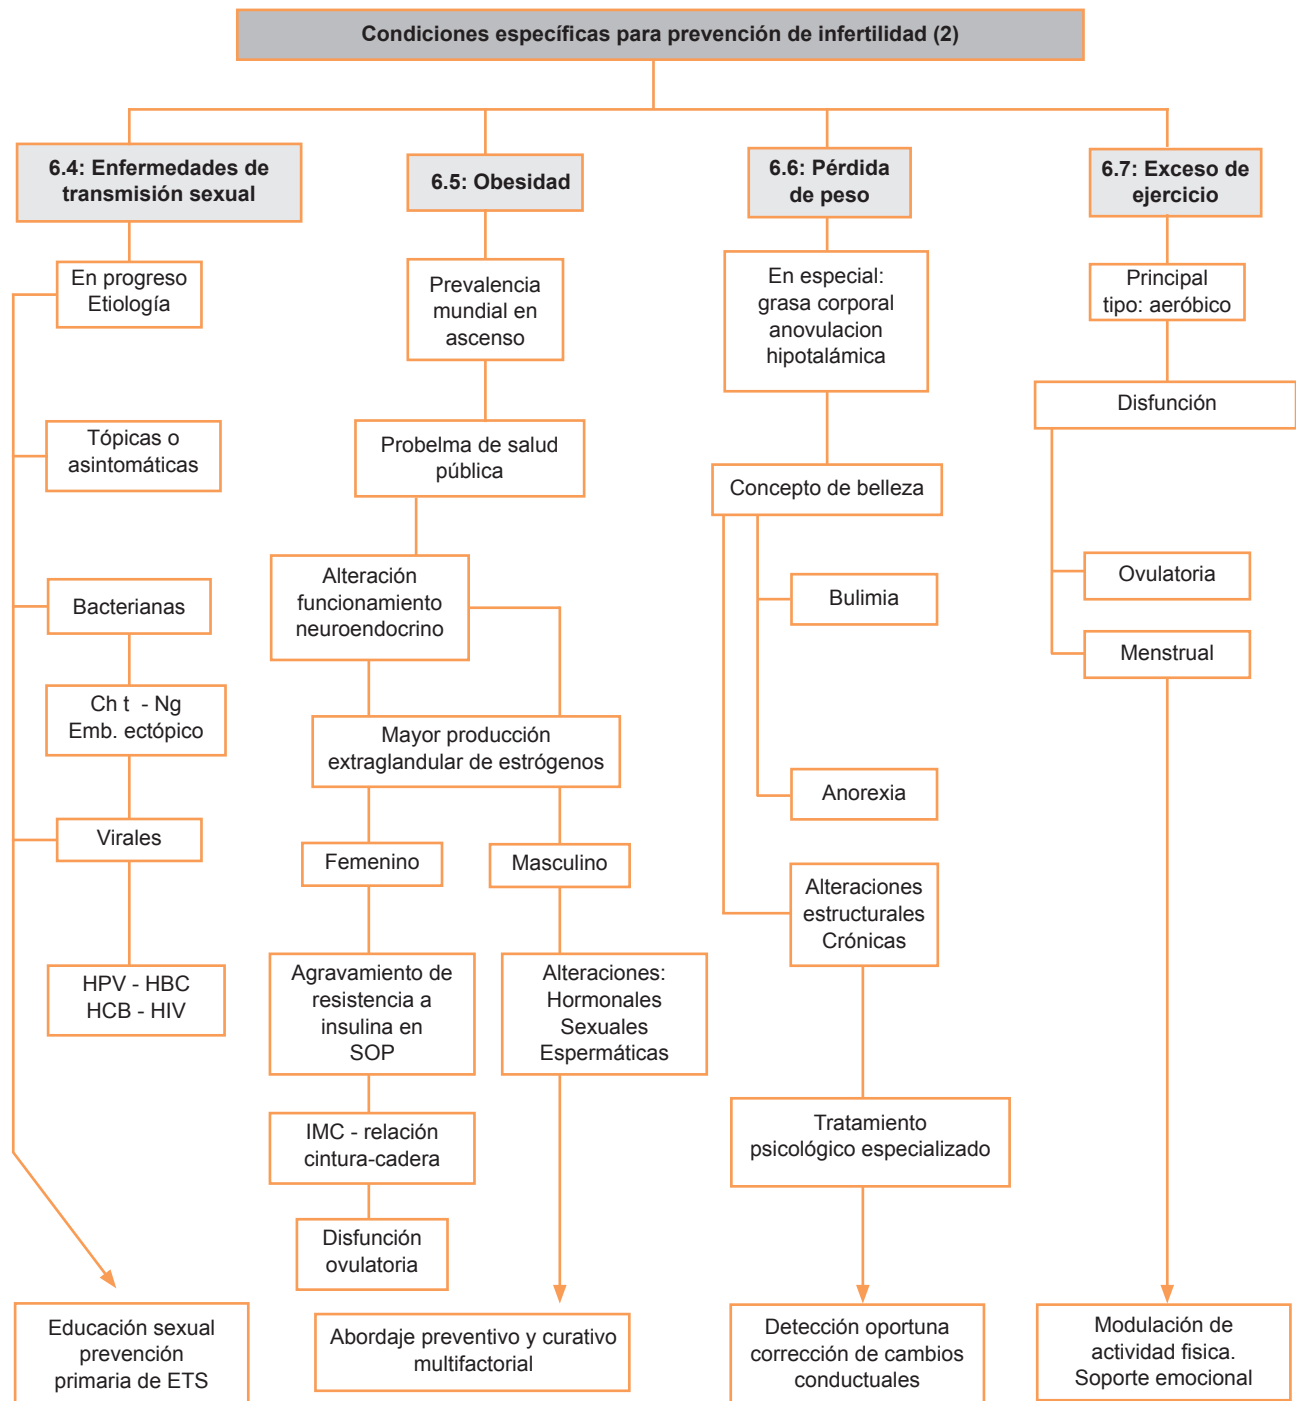 Condiciones específicas para prevención de infertilidad (2)
6.4: Enfermedades de
transmisión sexual
En progreso
Etiología
Tópicas o
asintomáticas
Bacterianas
Ch t - Ng
Emb. ectópico
Virales
HPV - HBC
HCB - HIV
Educación sexual
prevención
primaria de ETS
6.5: Obesidad
Prevalencia
mundial en
ascenso
Probelma de salud
pública
Alteración
funcionamiento
neuroendocrino
Mayor producción
extraglandular de estrógenos
Femenino
Agravamiento de
resistencia a
insulina en
SOP
IMC - relación
cintura-cadera
Disfunción
ovulatoria
Masculino
Alteraciones:
Hormonales
Sexuales
Espermáticas
Abordaje preventivo y curativo
multifactorial
6.6: Pérdida
de peso
En especial:
grasa corporal
anovulacion
hipotalámica
Concepto de belleza
Bulimia
Anorexia
Alteraciones
estructurales
Crónicas
Tratamiento
psicológico especializado
Detección oportuna
corrección de cambios
conductuales
6.7: Exceso de
ejercicio
Principal
tipo: aeróbico
Disfunción
Ovulatoria
Menstrual
Modulación de
actividad fisica.
Soporte emocional